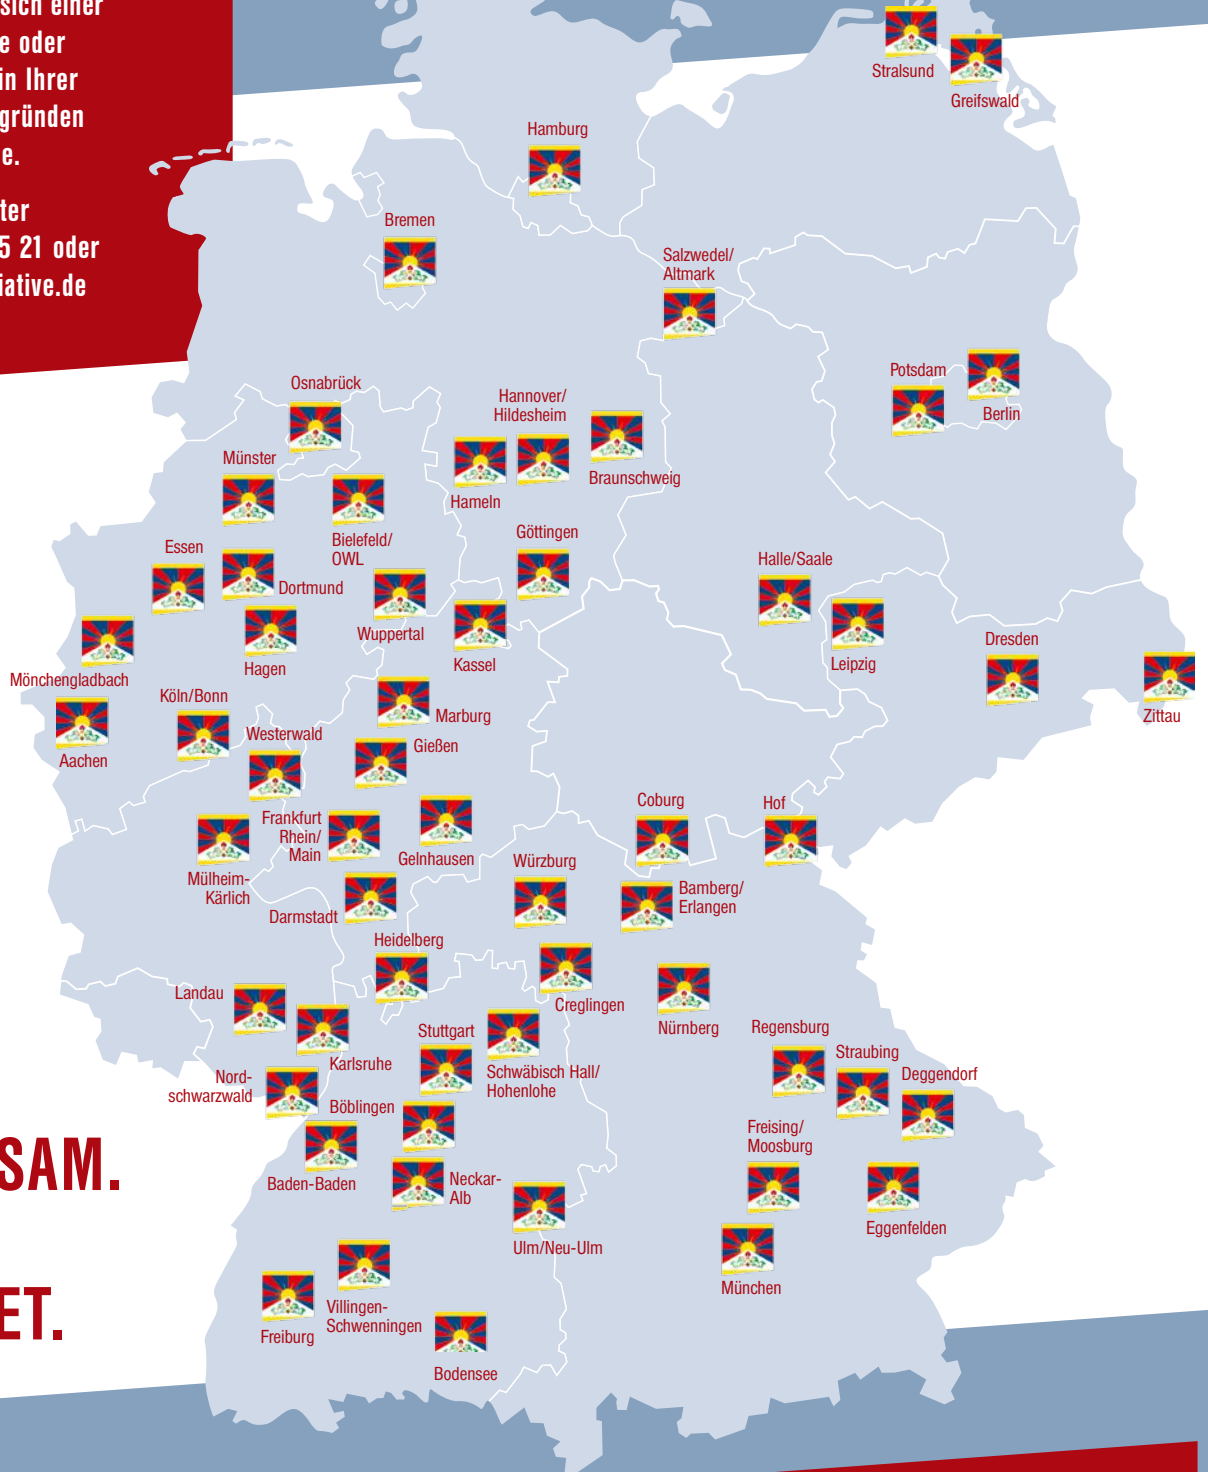 sich einer
e oder
in Ihrer
gründen
e.
ter
5 21 oder
iative.de
Stralsund
Greifswald
Hamburg
Bremen
Salzwedel/
Altmark
Potsdam
Berlin
Osnabrück
Hannover/
Hildesheim
Braunschweig
Münster
Hameln
Bielefeld/
OWL
Göttingen
Essen
Dortmund
Halle/Saale
Wuppertal
Hagen
Kassel
Leipzig
Dresden
Zittau
Mönchengladbach
Köln/Bonn
Marburg
Westerwald
Gießen
Aachen
Frankfurt
Rhein/
Main
Gelnhausen
Coburg
Hof
Mülheim-
Kärlich
Würzburg
Darmstadt
Bamberg/
Erlangen
Heidelberg
Landau
Creglingen
Nürnberg
Karlsruhe
Stuttgart
Schwäbisch Hall/
Hohenlohe
Regensburg
Straubing
Deggendorf
Nord-
schwarzwald
Böblingen
Freising/
Moosburg
Baden-Baden
Neckar-
Alb
Eggenfelden
Ulm/Neu-Ulm
München
Villingen-
Schwenningen
Freiburg
Bodensee
SAM.
ET.